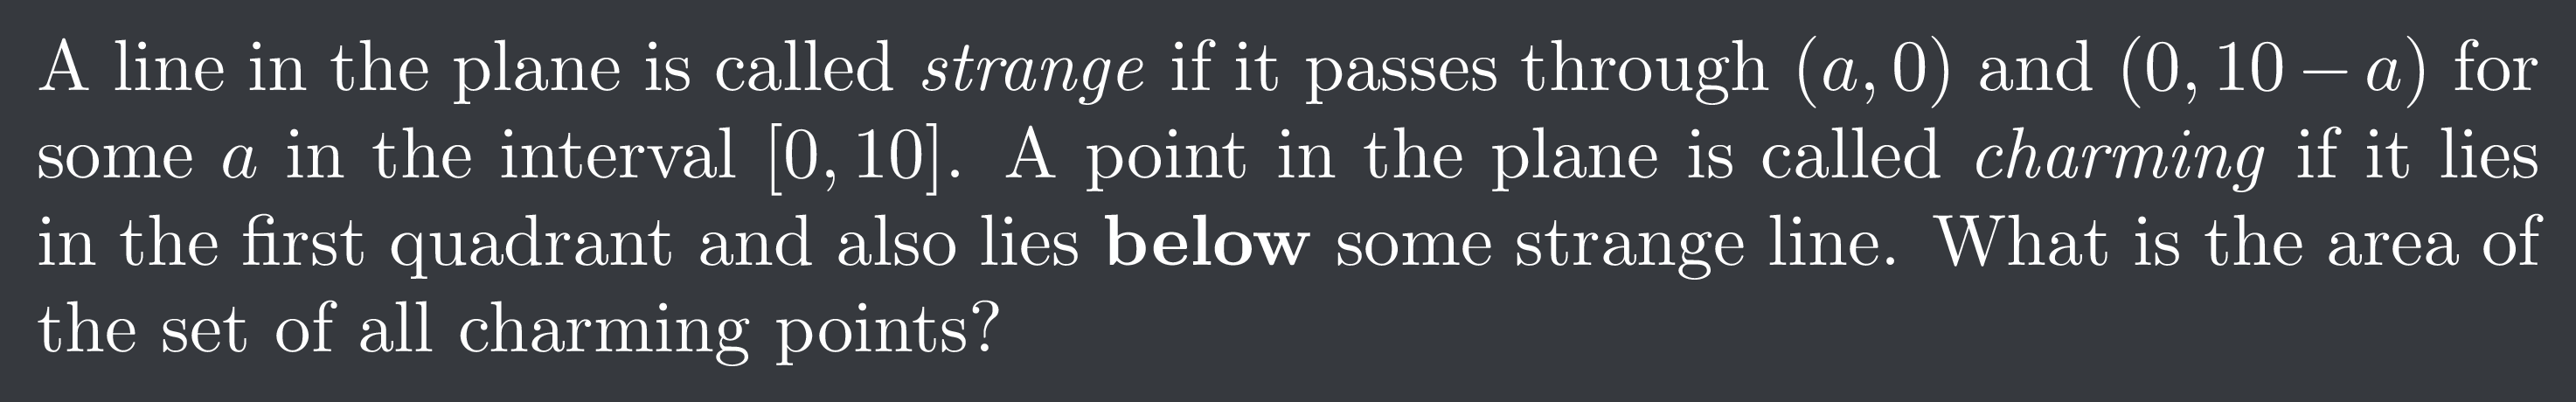 A line in the plane is called strange if it passes through (a, 0) and (0, 10 − a) for
some a in the interval [0, 10]. A point in the plane is called charming if it lies
in the first quadrant and also lies below some strange line. What is the area of
the set of all charming points?